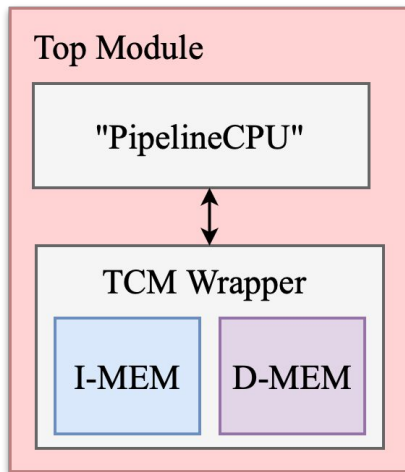 Top Module
"PipelineCPU"
TCM Wrapper
I-MEM
D-MEM